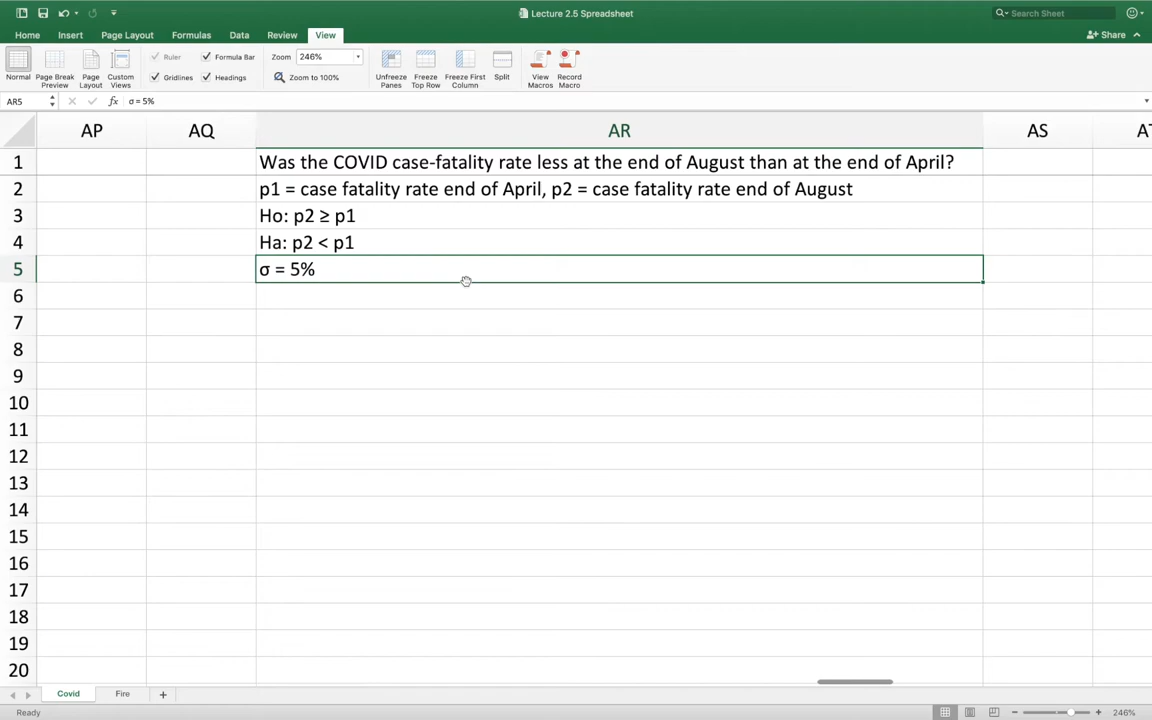 Lecture 2.5 Spreadsheet
Search Sheet
Home Insert Page Layout Formulas Data Review View
Share
Normal
Page Break Preview
Page Layout
Custom Views
Ruler
Formula Bar
Gridlines
Headings
Zoom 246%
Zoom to 100%
Unfreeze Panes
Freeze Top Row
Freeze First Column
Split
View Macros
Record Macro
AR5 fx σ = 5%
AP AQ AR AS AT
1 Was the COVID case-fatality rate less at the end of August than at the end of April?
2 p1 = case fatality rate end of April, p2 = case fatality rate end of August
3 Ho: p2 ≥ p1
4 Ha: p2 < p1
5 σ = 5%
6
7
8
9
10
11
12
13
14
15
16
17
18
19
20
Covid Fire +
Ready
246%